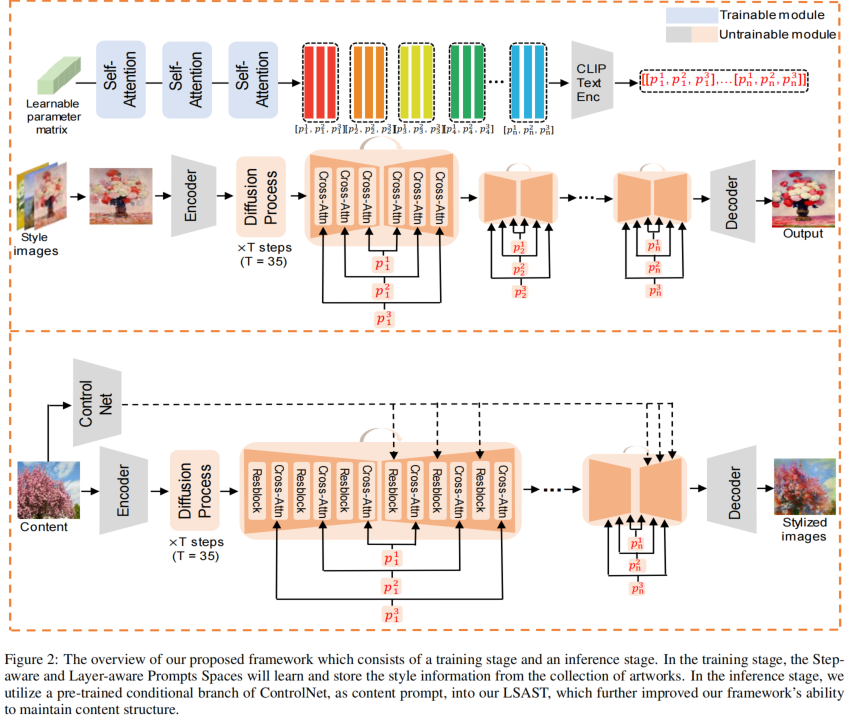 Trainable module
Untrainable module
Learnable
parameter
matrix
Self-
Attention
Self-
Attention
Self-
Attention
CLIP
Text
Enc
[[p_1^1, p_1^2, p_1^3],...[p_n^1, p_n^2, p_n^3]]
[p_1^1, p_1^2, p_1^3] [p_2^1, p_2^2, p_2^3] [p_3^1, p_3^2, p_3^3] [p_4^1, p_4^2, p_4^3] [p_n^1, p_n^2, p_n^3]
Style
images
Encoder
Diffusion
Process
×T steps
(T = 35)
Cross-Attn
Cross-Attn
Cross-Attn
Cross-Attn
Cross-Attn
Cross-Attn
p_1^1
p_1^2
p_1^3
p_2^1
p_2^2
p_2^3
p_n^1
p_n^2
p_n^3
Decoder
Output
Control
Net
Content
Encoder
Diffusion
Process
×T steps
(T = 35)
Resblock
Cross-Attn
Resblock
Cross-Attn
Resblock
Cross-Attn
Resblock
Cross-Attn
Resblock
Cross-Attn
Resblock
Cross-Attn
p_1^1
p_1^2
p_1^3
p_n^1
p_n^2
p_n^3
Decoder
Stylized
images
Figure 2: The overview of our proposed framework which consists of a training stage and an inference stage. In the training stage, the Step-
aware and Layer-aware Prompts Spaces will learn and store the style information from the collection of artworks. In the inference stage, we
utilize a pre-trained conditional branch of ControlNet, as content prompt, into our LSAST, which further improved our framework's ability
to maintain content structure.